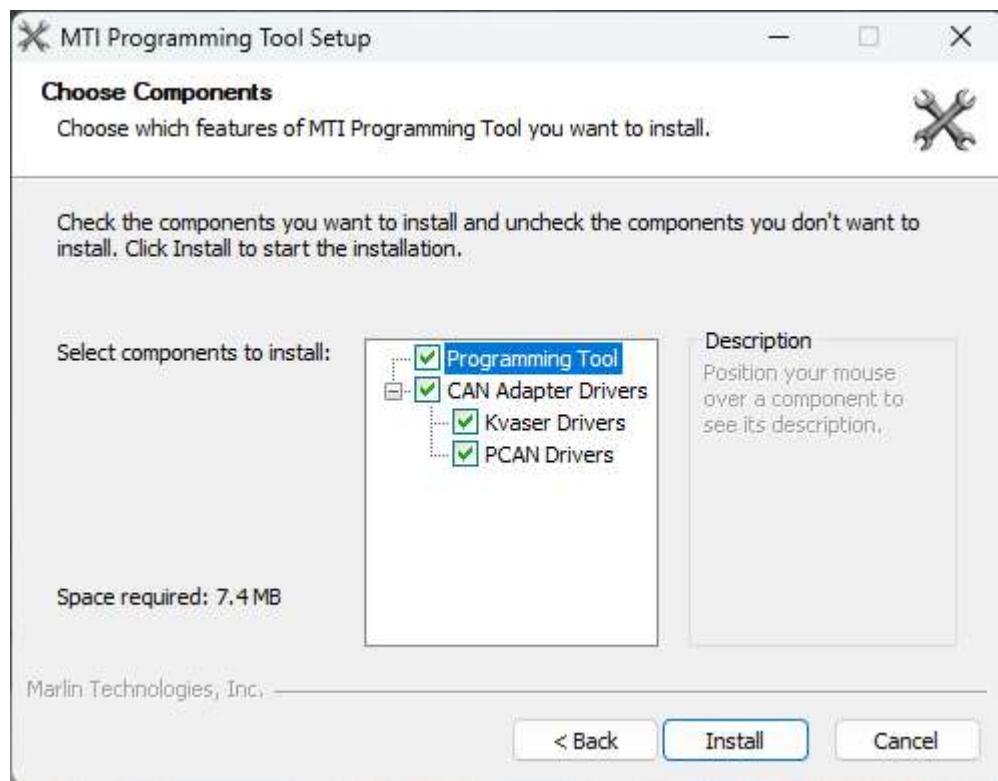 MTI Programming Tool Setup
Choose Components
Choose which features of MTI Programming Tool you want to install.
Check the components you want to install and uncheck the components you don't want to
install. Click Install to start the installation.
Select components to install:
Programming Tool
CAN Adapter Drivers
Kvaser Drivers
PCAN Drivers
Description
Position your mouse
over a component to
see its description.
Space required: 7.4 MB
Marlin Technologies, Inc.
< Back
Install
Cancel